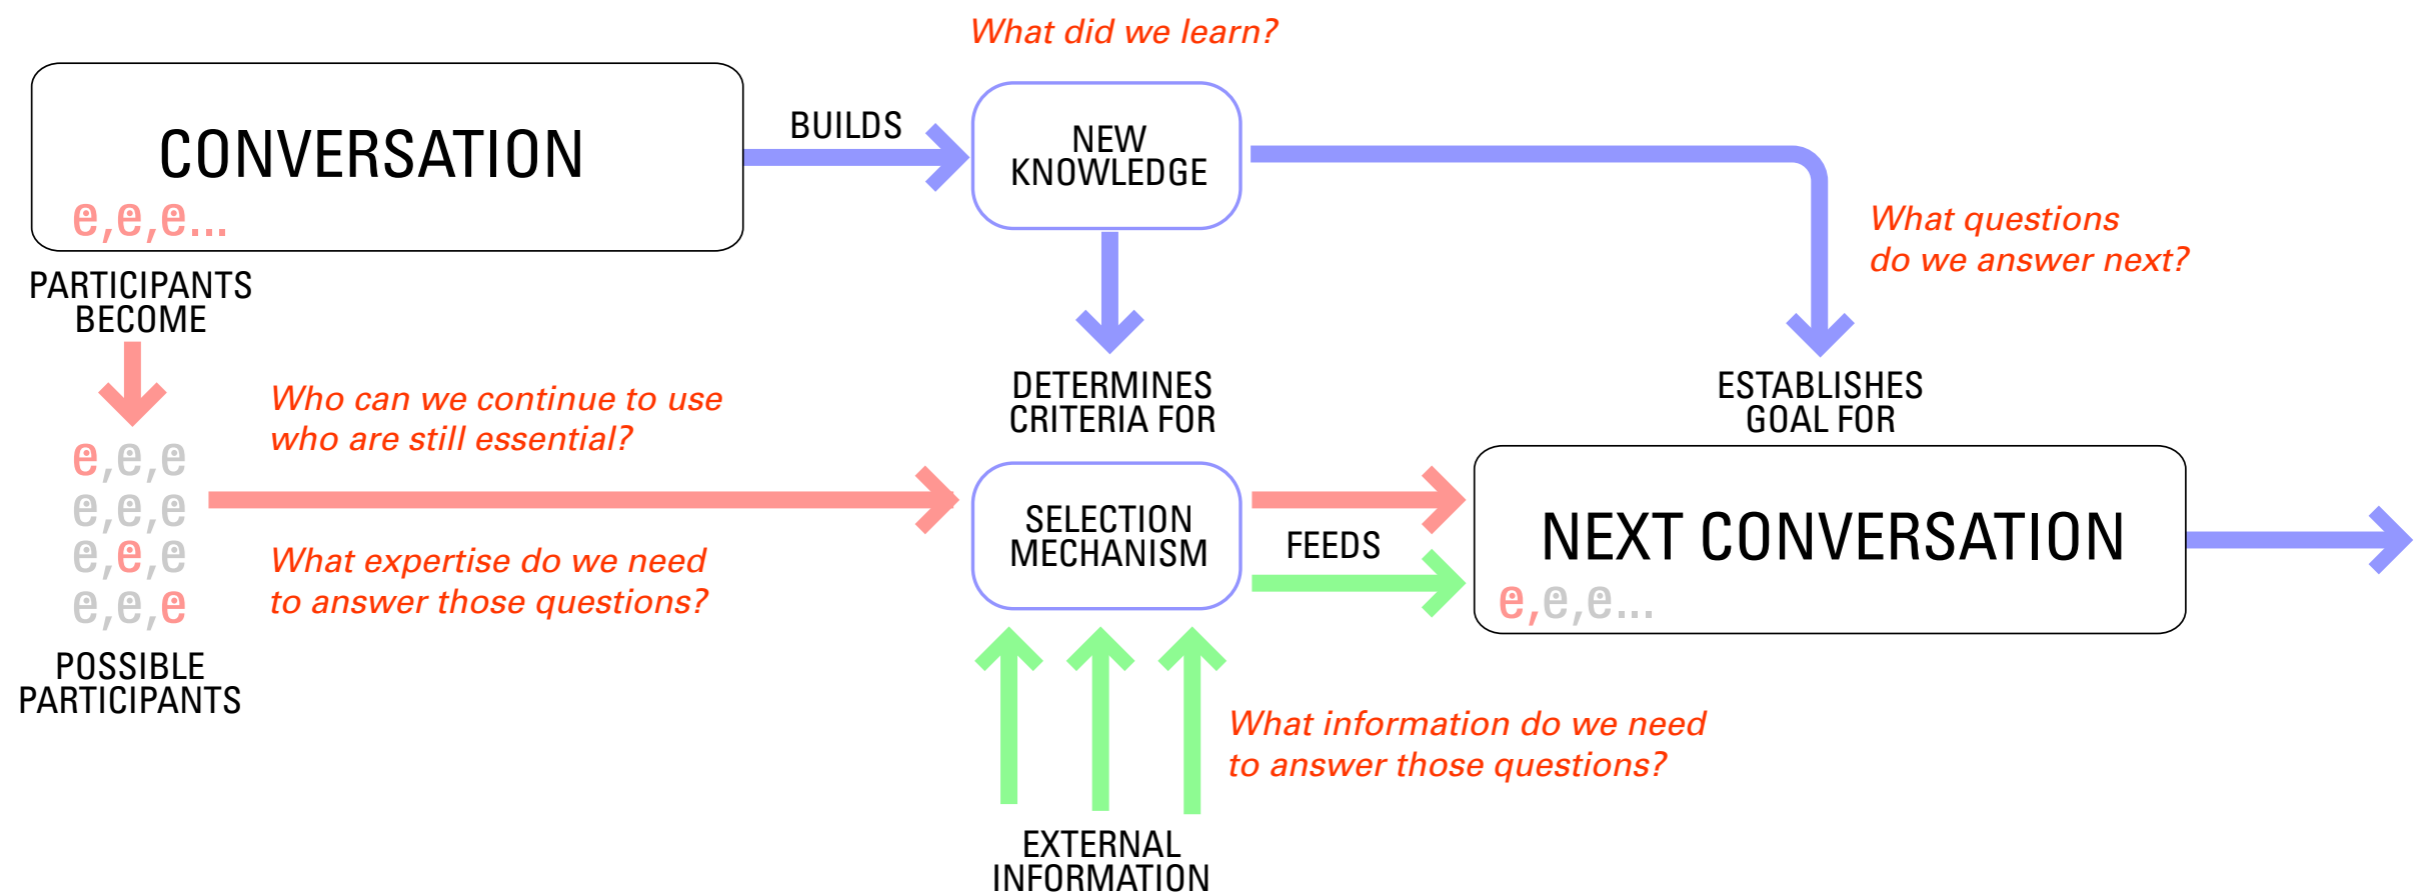 What did we learn?
CONVERSATION
e,e,e...
BUILDS
NEW
KNOWLEDGE
What questions
do we answer next?
PARTICIPANTS
BECOME
Who can we continue to use
who are still essential?
DETERMINES
CRITERIA FOR
ESTABLISHES
GOAL FOR
e,e,e
e,e,e
e,e,e
e,e,e
What expertise do we need
to answer those questions?
SELECTION
MECHANISM
FEEDS
NEXT CONVERSATION
e,e,e...
POSSIBLE
PARTICIPANTS
What information do we need
to answer those questions?
EXTERNAL
INFORMATION